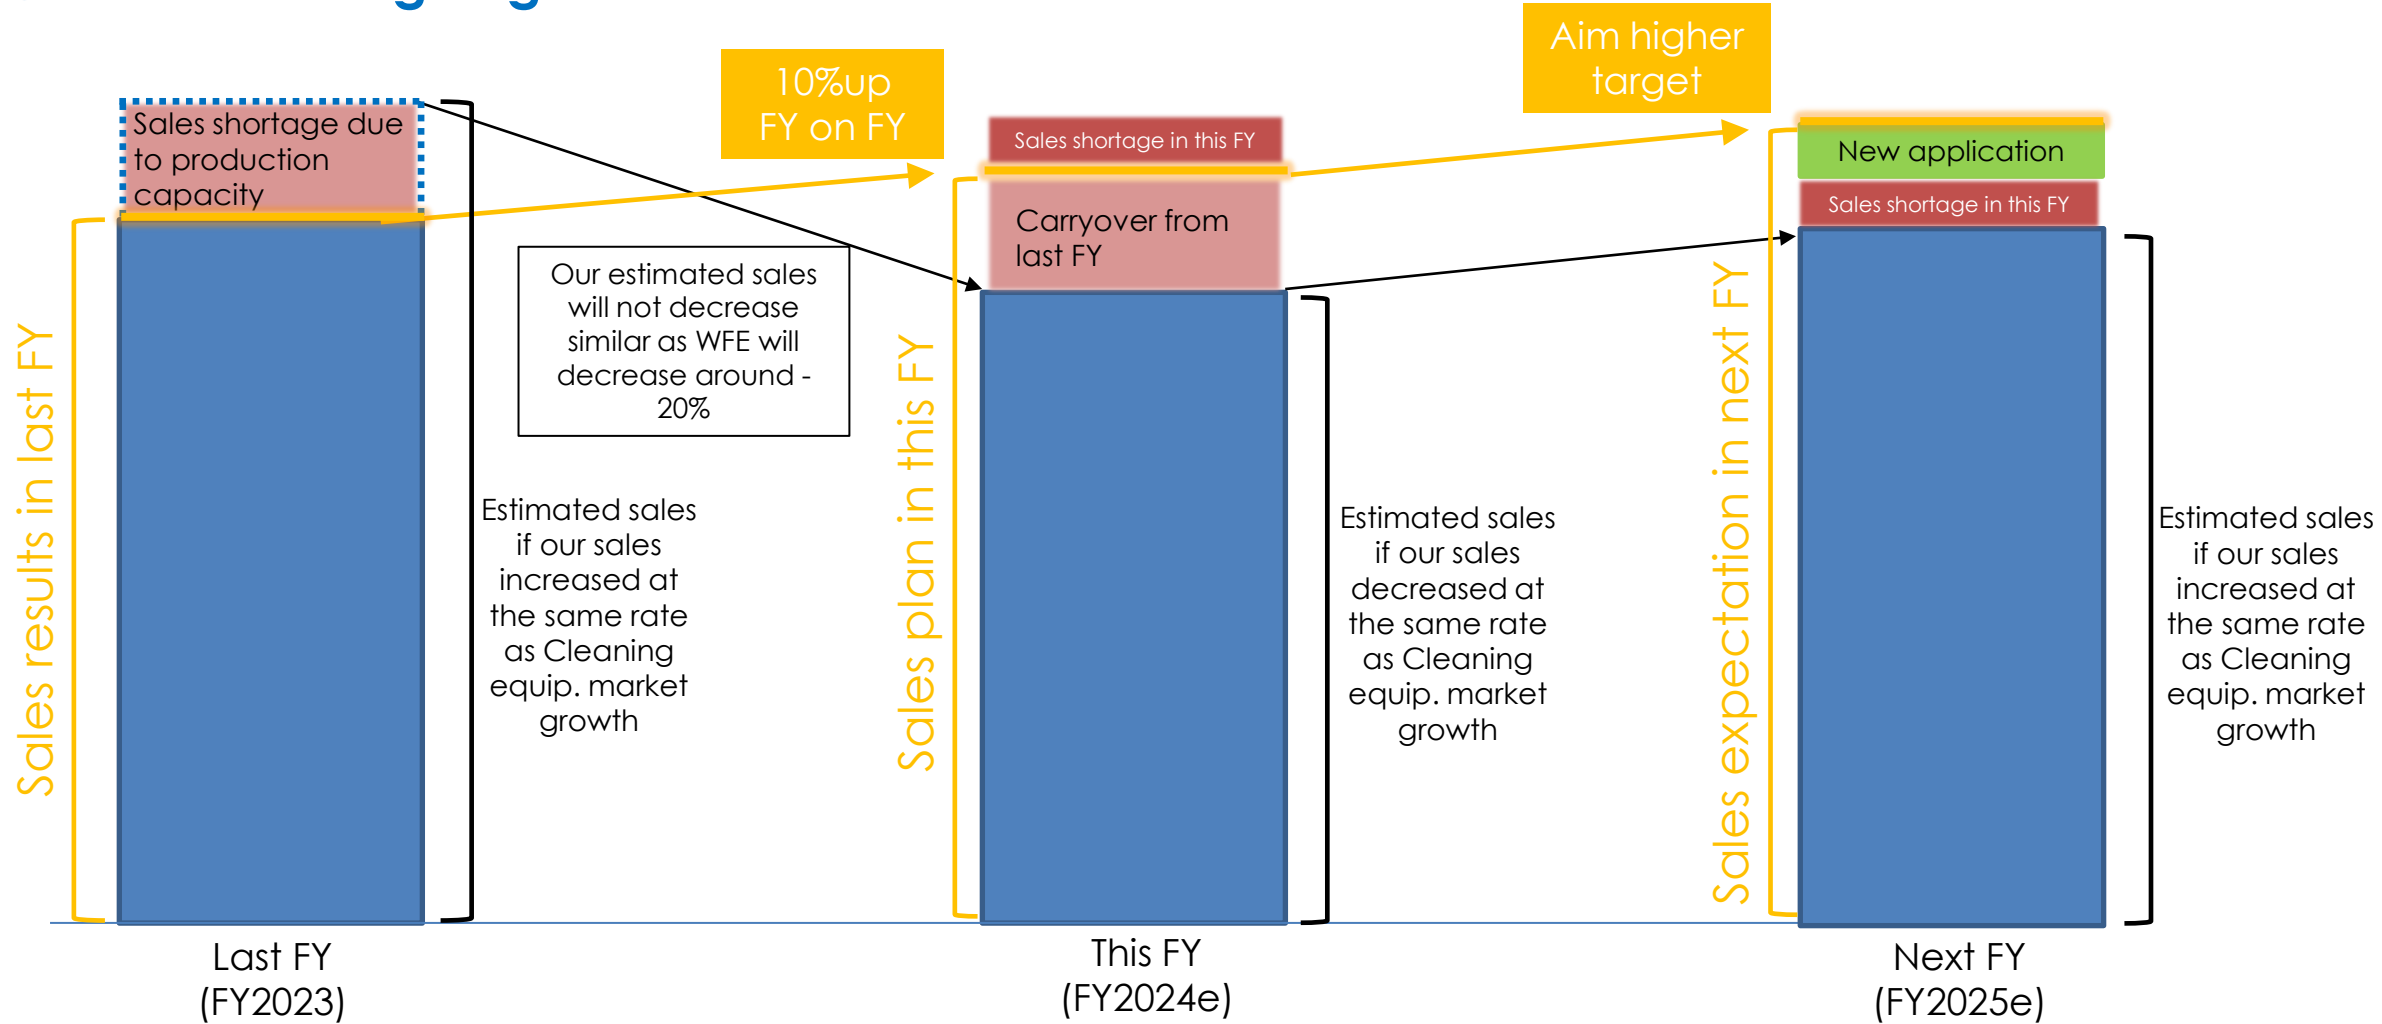 Aim higher
target
10%up
FY on FY
Sales shortage due
to production
capacity
Sales shortage in this FY
Carryover from
last FY
New application
Sales shortage in this FY
Our estimated sales
will not decrease
similar as WFE will
decrease around -
20%
Sales results in last FY
Estimated sales
if our sales
increased at
the same rate
as Cleaning
equip. market
growth
Sales plan in this FY
Estimated sales
if our sales
decreased at
the same rate
as Cleaning
equip. market
growth
Sales expectation in next FY
Estimated sales
if our sales
increased at
the same rate
as Cleaning
equip. market
growth
Last FY
(FY2023)
This FY
(FY2024e)
Next FY
(FY2025e)